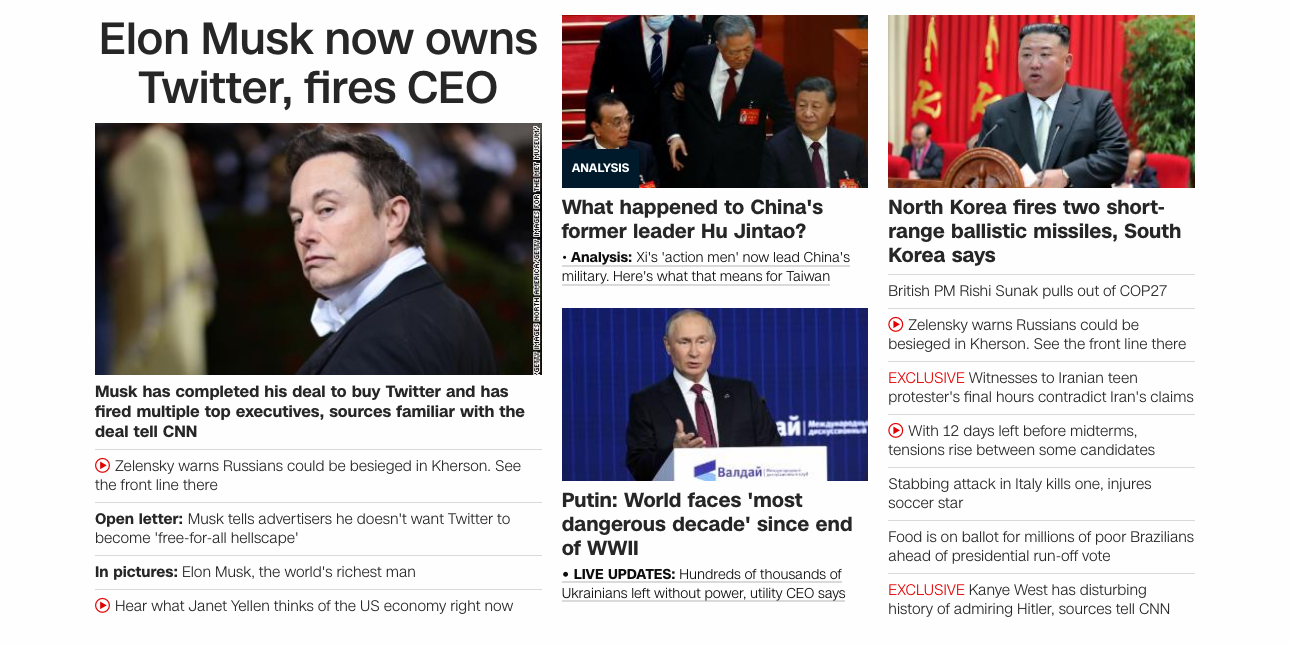 Elon Musk now owns
Twitter, fires CEO
GETTY IMAGES NORTH AMERICA/GETTY IMAGES FOR THE MET MUSEUM/
Musk has completed his deal to buy Twitter and has
fired multiple top executives, sources familiar with the
deal tell CNN
Zelensky warns Russians could be besieged in Kherson. See
the front line there
Open letter: Musk tells advertisers he doesn't want Twitter to
become 'free-for-all hellscape'
In pictures: Elon Musk, the world's richest man
Hear what Janet Yellen thinks of the US economy right now
ANALYSIS
What happened to China's
former leader Hu Jintao?
• Analysis: Xi's 'action men' now lead China's
military. Here's what that means for Taiwan
Валдай
Putin: World faces 'most
dangerous decade' since end
of WWII
• LIVE UPDATES: Hundreds of thousands of
Ukrainians left without power, utility CEO says
North Korea fires two short-
range ballistic missiles, South
Korea says
British PM Rishi Sunak pulls out of COP27
Zelensky warns Russians could be
besieged in Kherson. See the front line there
EXCLUSIVE Witnesses to Iranian teen
protester's final hours contradict Iran's claims
With 12 days left before midterms,
tensions rise between some candidates
Stabbing attack in Italy kills one, injures
soccer star
Food is on ballot for millions of poor Brazilians
ahead of presidential run-off vote
EXCLUSIVE Kanye West has disturbing
history of admiring Hitler, sources tell CNN